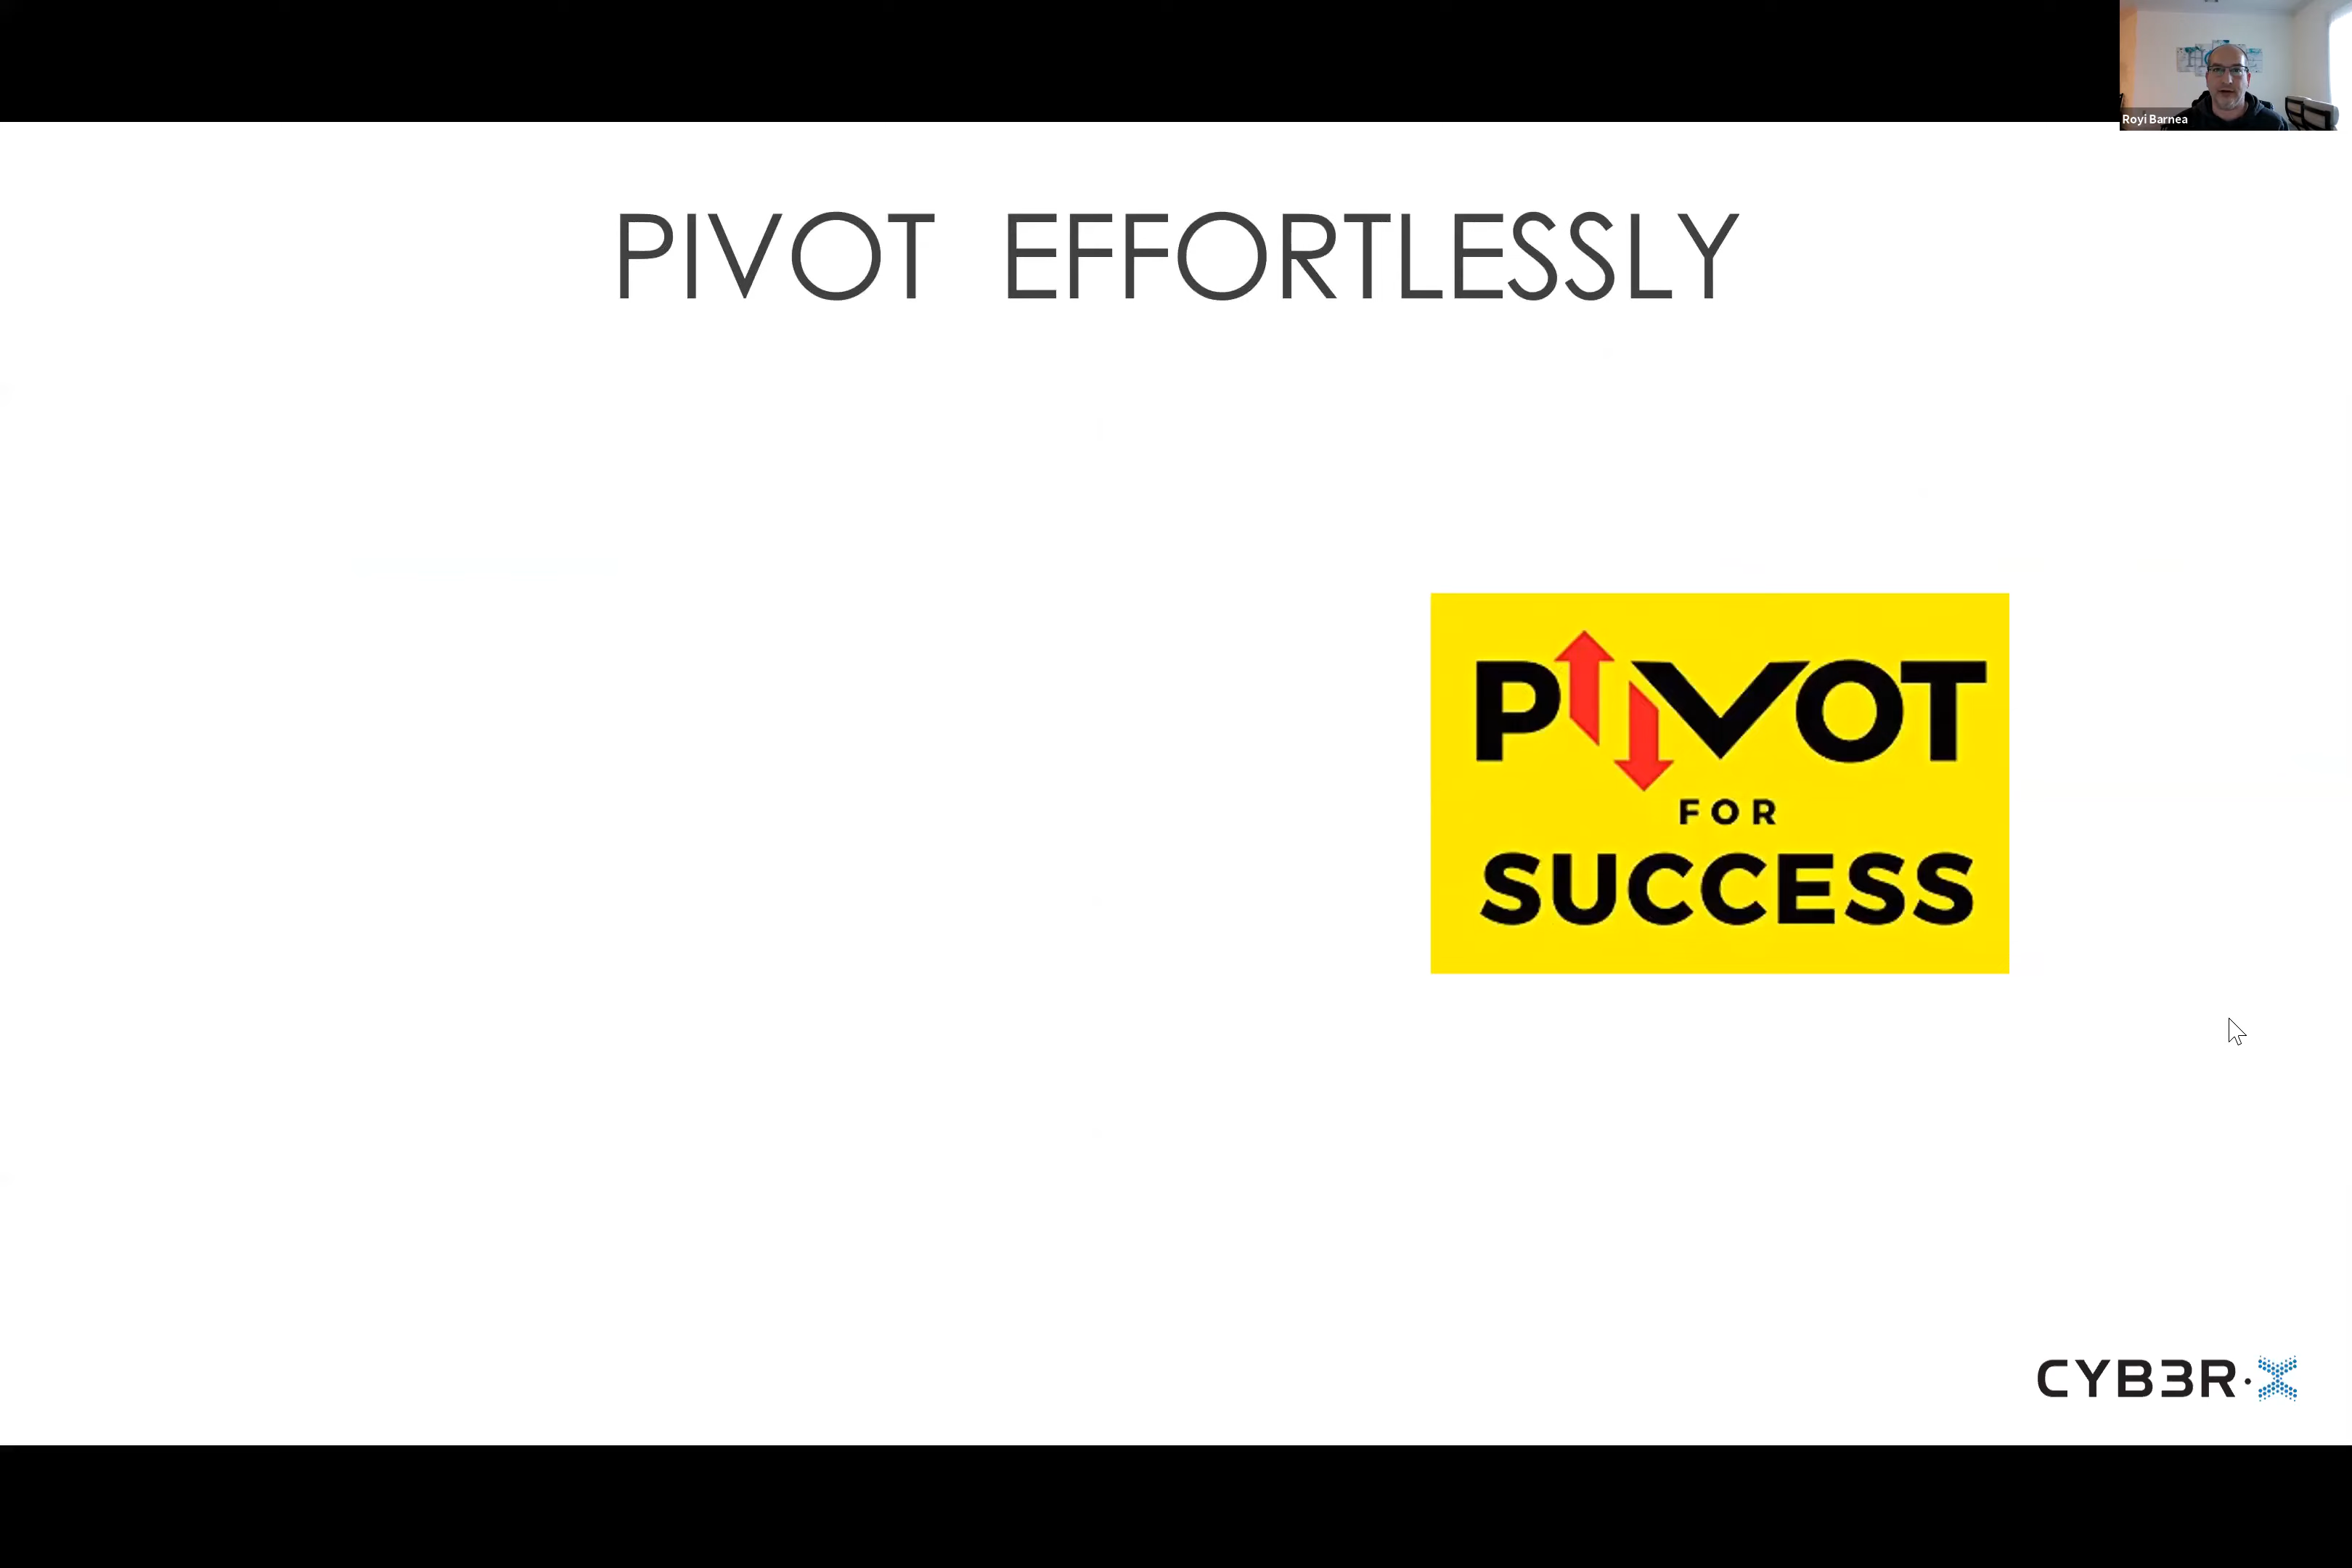 Royi Barnea
PIVOT EFFORTLESSLY
PIVOT
FOR
SUCCESS
CYB3R·X